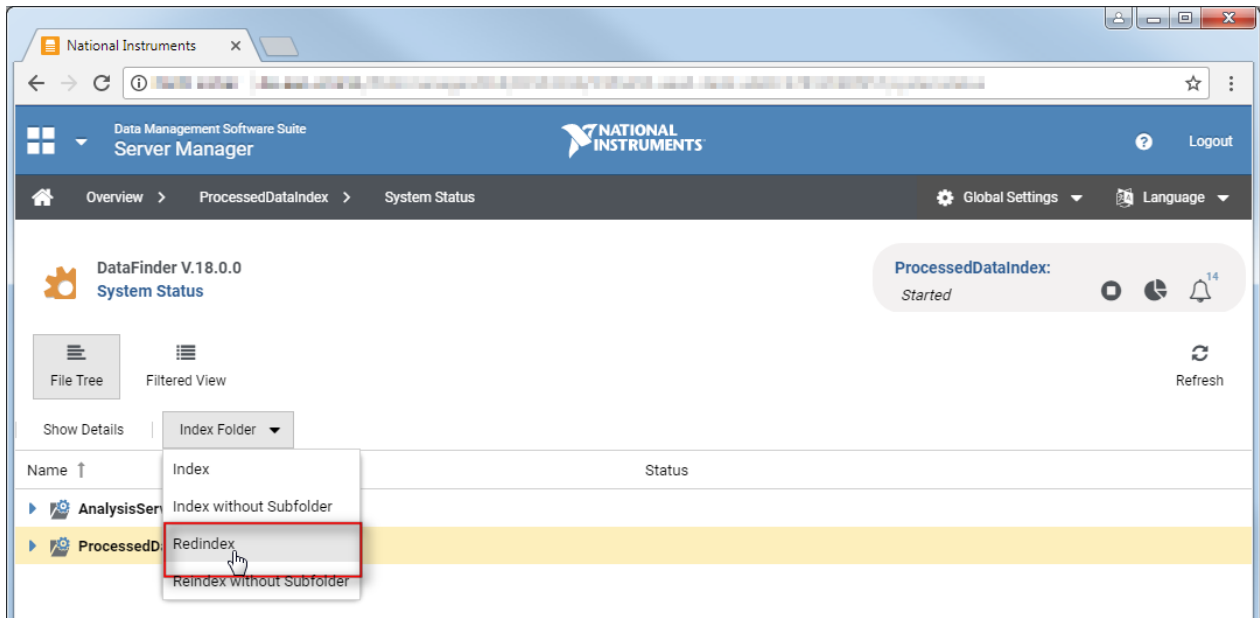 National Instruments
Data Management Software Suite
Server Manager
NATIONAL
INSTRUMENTS
Logout
Overview > ProcessedDataIndex > System Status
Global Settings
Language
DataFinder V.18.0.0
System Status
ProcessedDataIndex:
Started
14
File Tree
Filtered View
Refresh
Show Details
Index Folder
Name
Status
Index
AnalysisSer
Index without Subfolder
ProcessedD
Redindex
Reindex without Subfolder